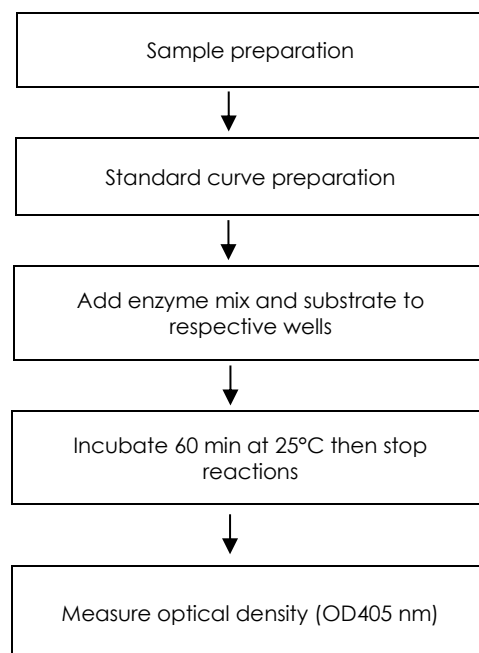 Sample preparation
Standard curve preparation
Add enzyme mix and substrate to
respective wells
Incubate 60 min at 25°C then stop
reactions
Measure optical density (OD405 nm)